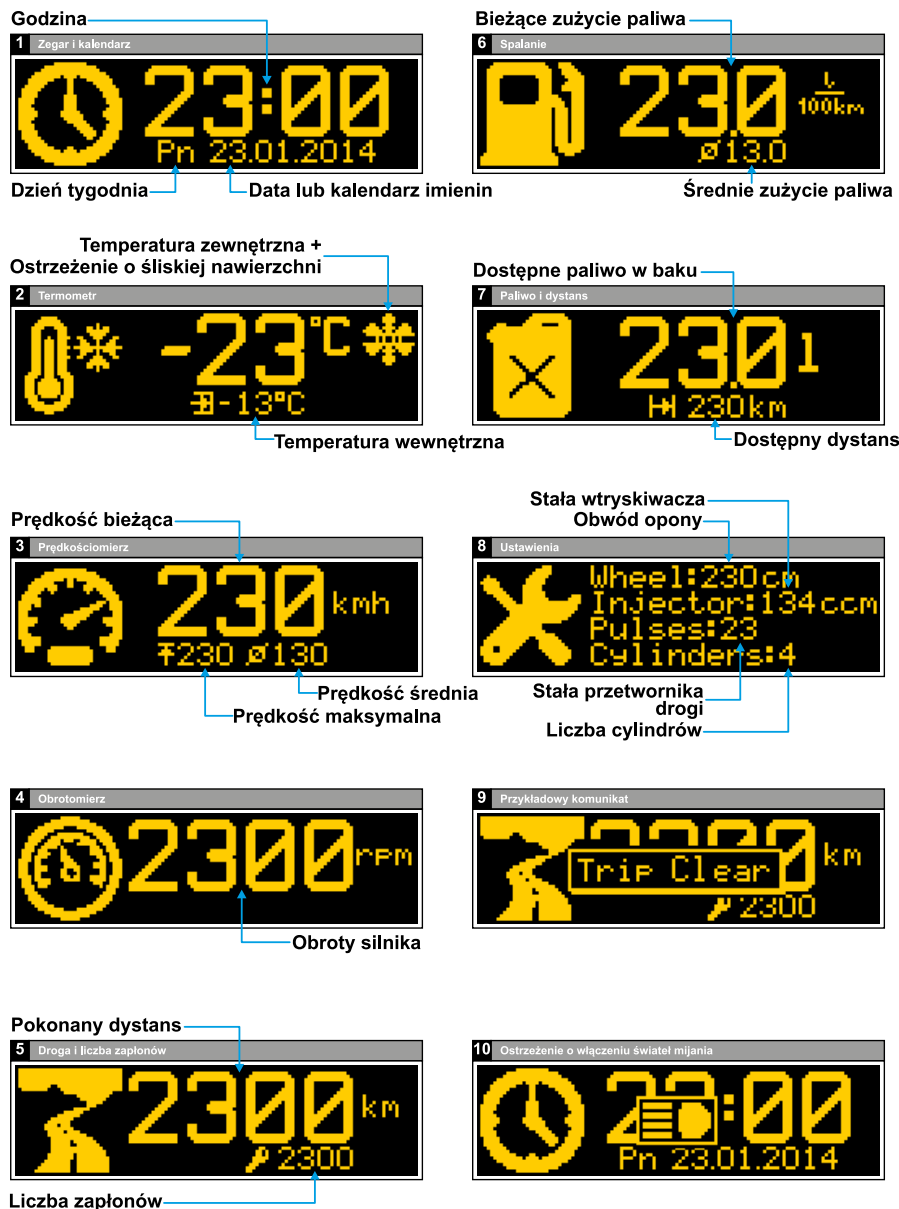 Godzina
1 Zegar i kalendarz
23:00
Pn 23.01.2014
Dzień tygodnia
Data lub kalendarz imienin
Temperatura zewnętrzna +
Ostrzeżenie o śliskiej nawierzchni
2 Termometr
-23°C
-13°C
Temperatura wewnętrzna
Prędkość bieżąca
3 Prędkościomierz
230 kmh
230 ø130
Prędkość średnia
Prędkość maksymalna
4 Obrotomierz
2300 rpm
Obroty silnika
Pokonany dystans
5 Droga i liczba zapłonów
2300 km
2300
Liczba zapłonów
Bieżące zużycie paliwa
6 Spalanie
23.0 l/100km
ø13.0
Średnie zużycie paliwa
Dostępne paliwo w baku
7 Paliwo i dystans
23.0 l
230km
Dostępny dystans
Stała wtryskiwacza
Obwód opony
8 Ustawienia
Wheel:230cm
Injector:134ccm
Pulses:23
Cylinders:4
Stała przetwornika
drogi
Liczba cylindrów
9 Przykładowy komunikat
2300 km
Trip Clear
2300
10 Ostrzeżenie o włączeniu świateł mijania
23:00
Pn 23.01.2014